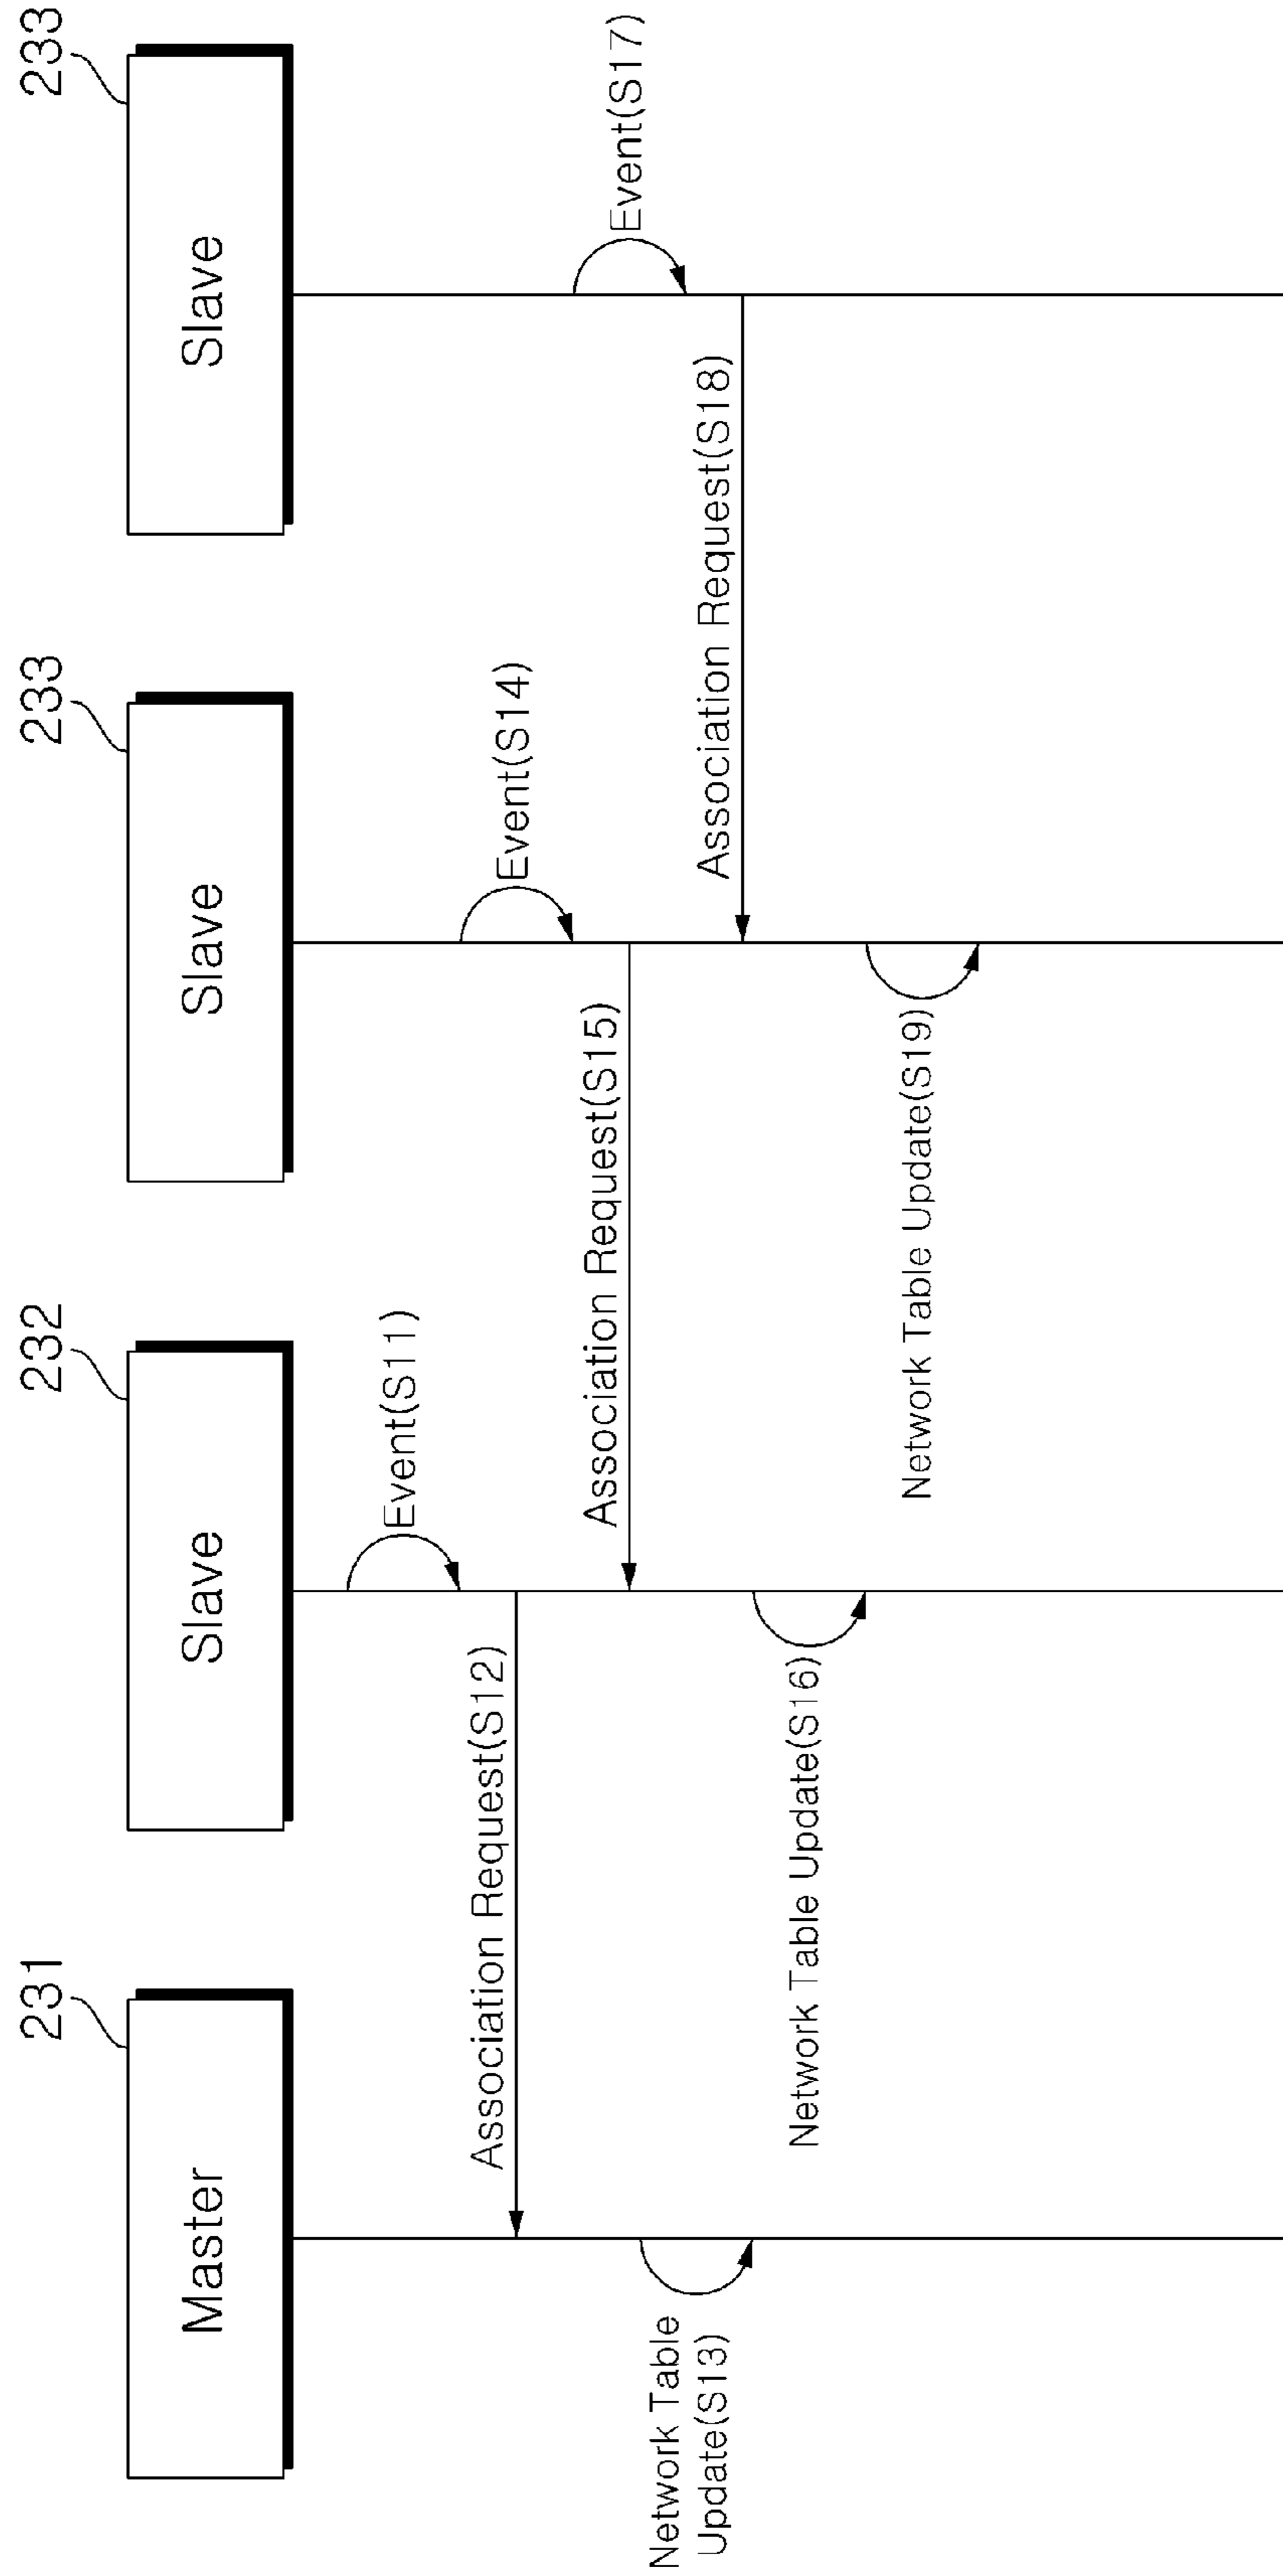 231
232
233
233
Master
Slave
Slave
Slave
Event(S11)
Association Request(S12)
Network Table
Update(S13)
Event(S14)
Association Request(S15)
Network Table Update(S16)
Event(S17)
Association Request(S18)
Network Table Update(S19)